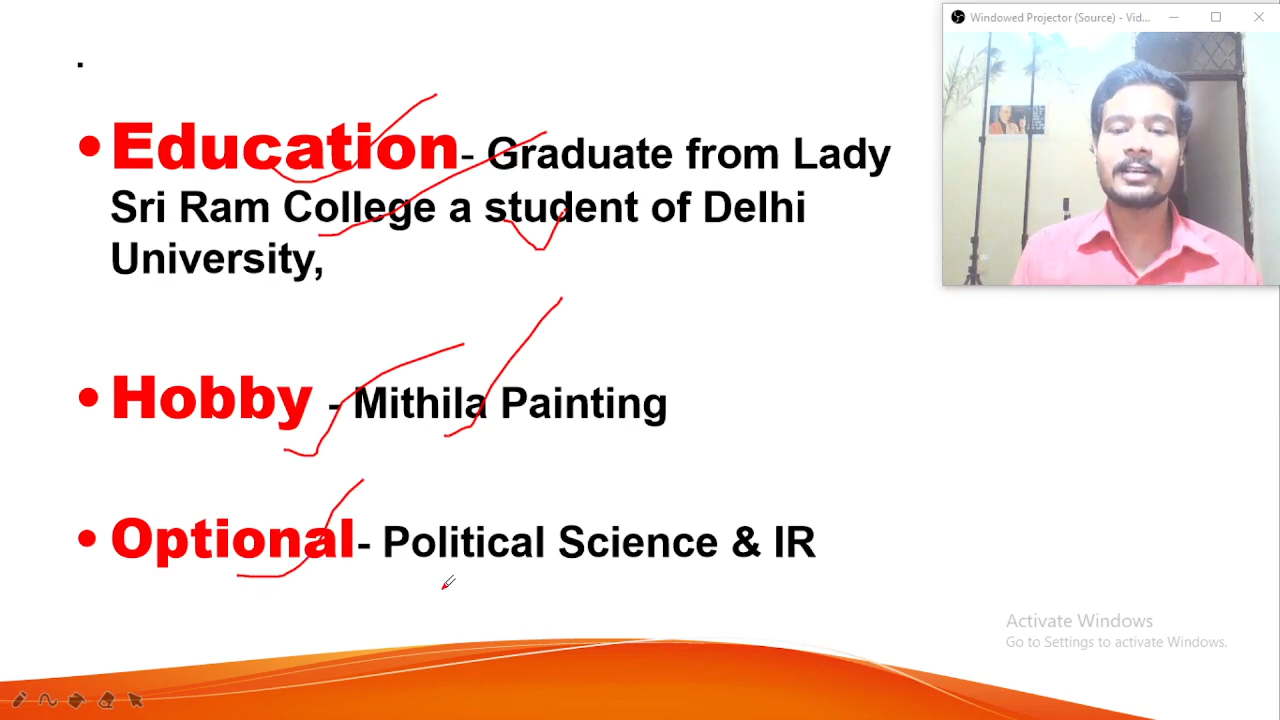 Windowed Projector (Source) - Vid...
.
•Education- Graduate from Lady
Sri Ram College a student of Delhi
University,
•Hobby - Mithila Painting
•Optional- Political Science & IR
Activate Windows
Go to Settings to activate Windows.